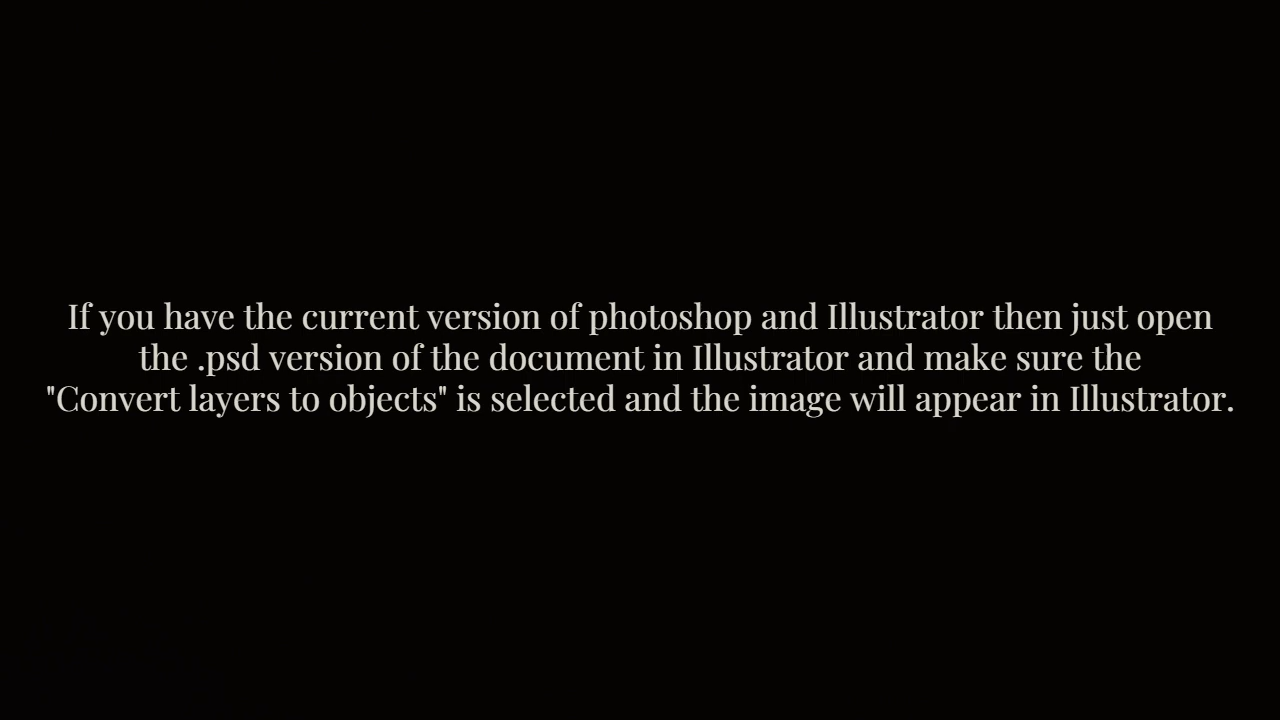 If you have the current version of photoshop and Illustrator then just open
the .psd version of the document in Illustrator and make sure the
"Convert layers to objects" is selected and the image will appear in Illustrator.